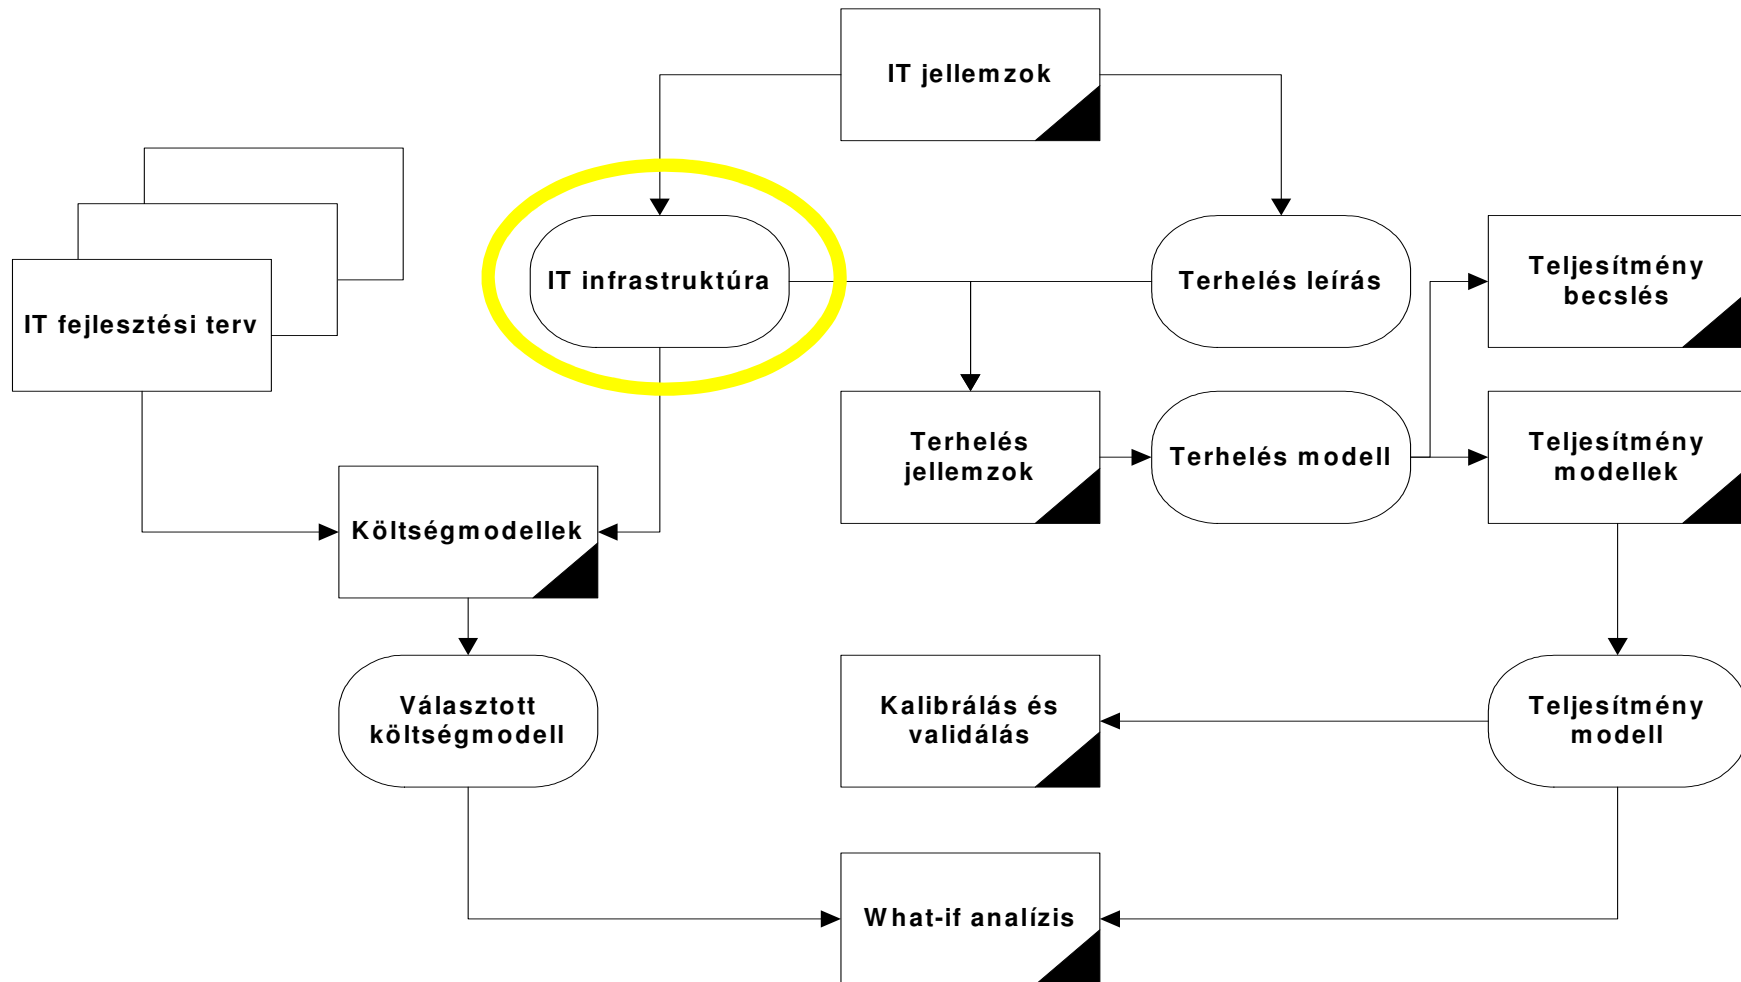 IT jellemzok
IT infrastruktúra
Terhelés leírás
Teljesítmény
becslés
IT fejlesztési terv
Terhelés
jellemzok
Terhelés modell
Teljesítmény
modellek
Költségmodellek
Választott
költségmodell
Kalibrálás és
validálás
Teljesítmény
modell
What-if analízis